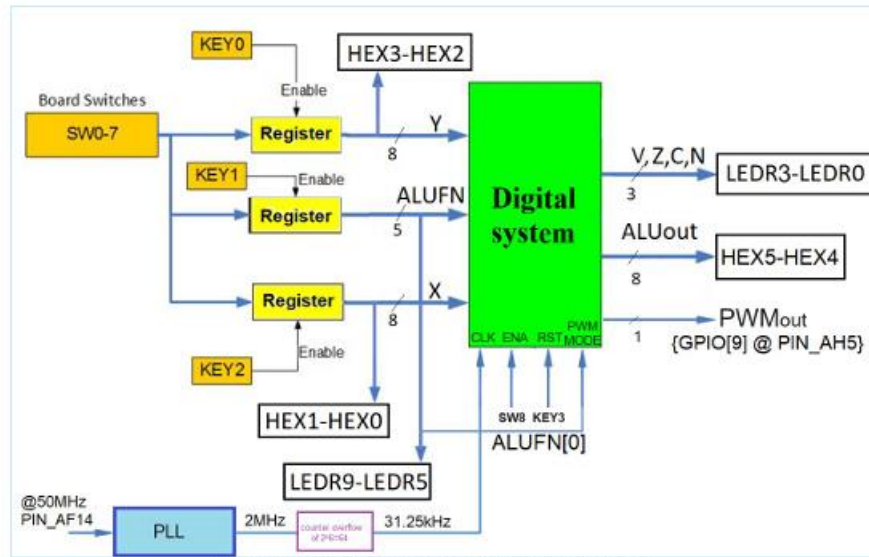 KEY0
HEX3-HEX2
Enable
Board Switches
SW0-7
Register
Y
8
V,Z,C,N
LEDR3-LEDR0
3
KEY1
Enable
ALUFN
Register
5
Digital
system
ALUout
HEX5-HEX4
8
Register
X
8
PWMout
1
{GPIO[9] @ PIN_AH5}
CLK
ENA
RST
PWM
MODE
Enable
KEY2
HEX1-HEX0
SW8
KEY3
ALUFN[0]
LEDR9-LEDR5
@50MHz
PIN_AF14
PLL
2MHz
counter overflow
31.25kHz